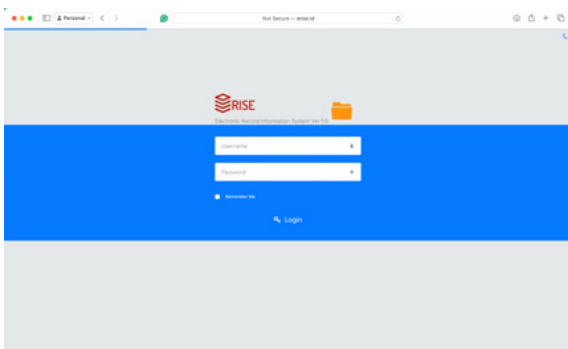 Personal
Not Secure — erise.id
RISE
Electronic Record Information System Ver 1.0
Username
Password
Remember Me
Login